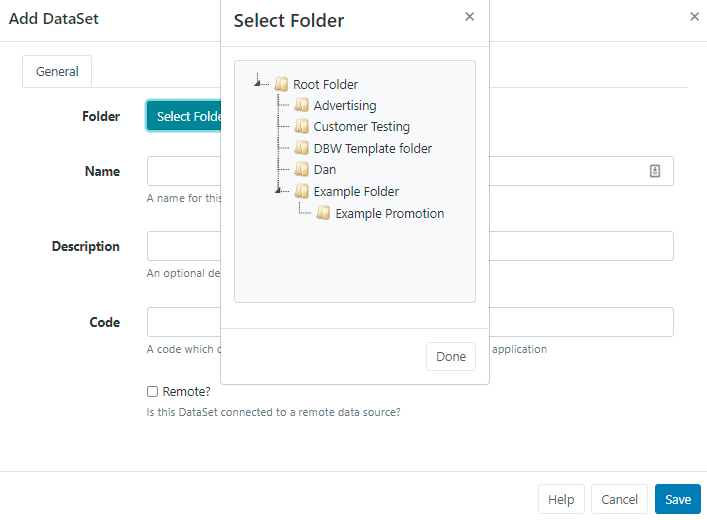 Add DataSet
×
Select Folder
×
General
Folder
Select Folde
Root Folder
Advertising
Customer Testing
DBW Template folder
Dan
Example Folder
Example Promotion
Name
A name for this
Description
An optional de
Code
A code which
application
Done
Remote?
Is this DataSet connected to a remote data source?
Help
Cancel
Save